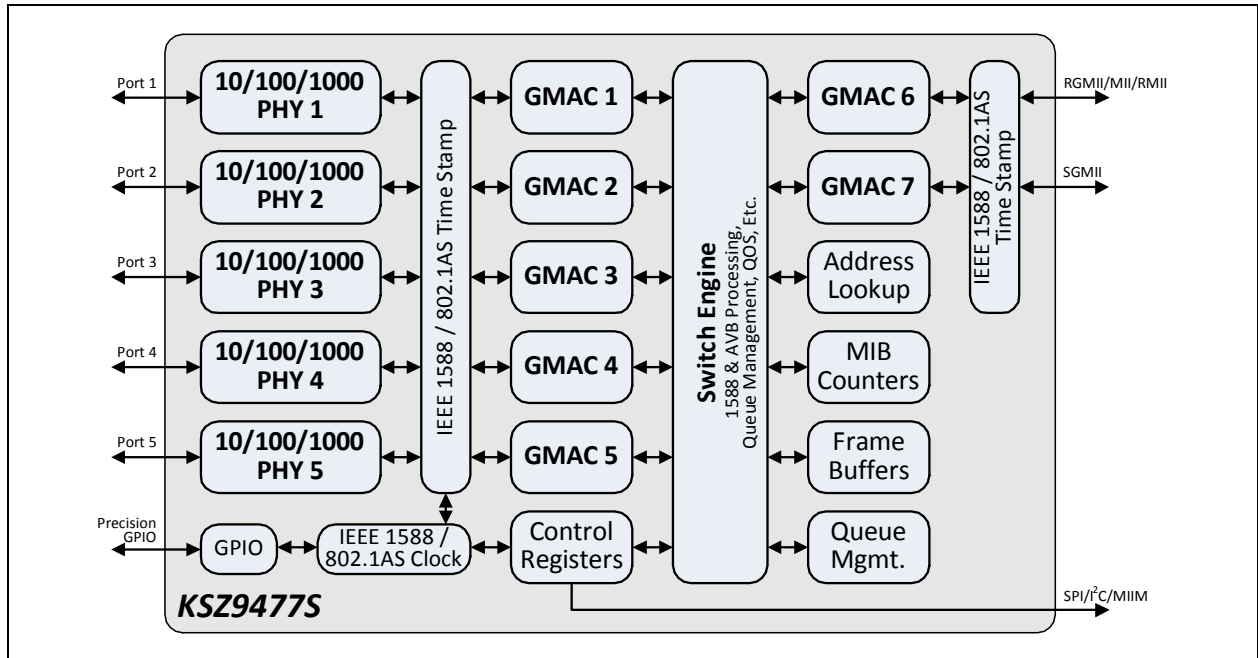 Port 1
10/100/1000
PHY 1
GMAC 1
GMAC 6
RGMII/MII/RMII
Port 2
10/100/1000
PHY 2
GMAC 2
GMAC 7
SGMII
IEEE 1588 / 802.1AS Time Stamp
Switch Engine
1588 & AVB Processing,
Queue Management, QOS, Etc.
IEEE 1588 / 802.1AS
Time Stamp
Port 3
10/100/1000
PHY 3
GMAC 3
Address
Lookup
Port 4
10/100/1000
PHY 4
GMAC 4
MIB
Counters
Port 5
10/100/1000
PHY 5
GMAC 5
Frame
Buffers
Precision
GPIO
GPIO
IEEE 1588 /
802.1AS Clock
Control
Registers
Queue
Mgmt.
KSZ9477S
SPI/I²C/MIIM